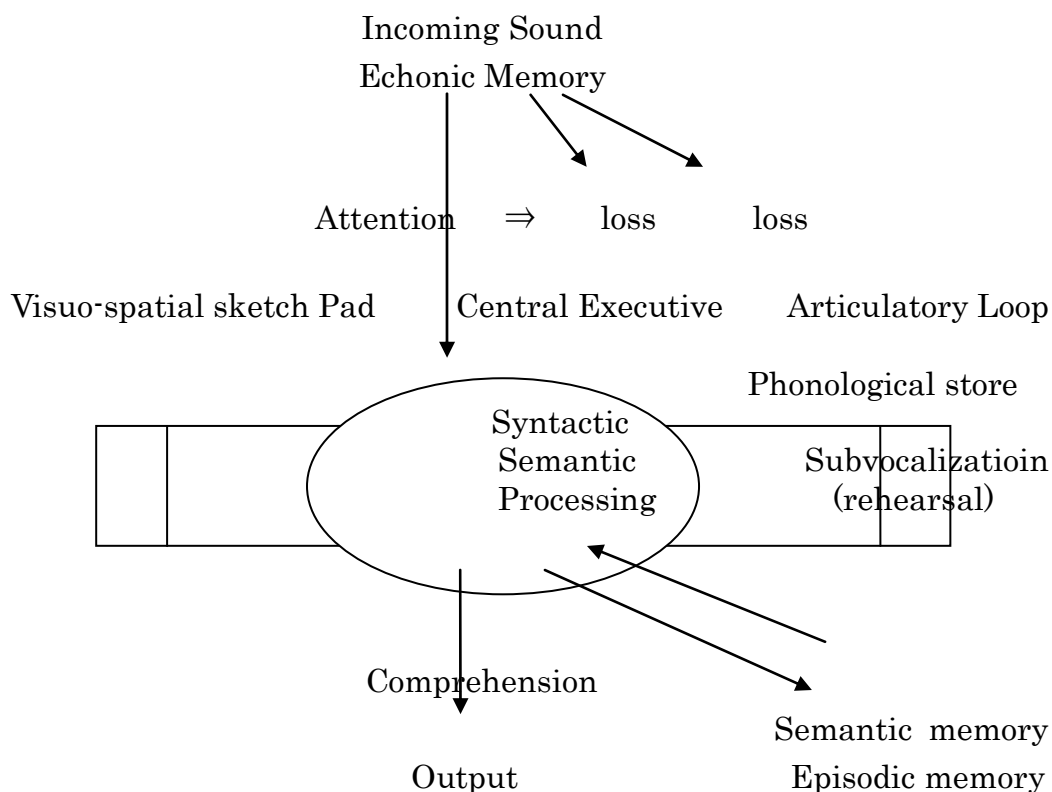 Incoming Sound
Echonic Memory
Attention ⇒ loss loss
Visuo-spatial sketch Pad Central Executive Articulatory Loop
Phonological store
Syntactic
Semantic Subvocalizatioin
Processing (rehearsal)
Comprehension
Semantic memory
Output Episodic memory